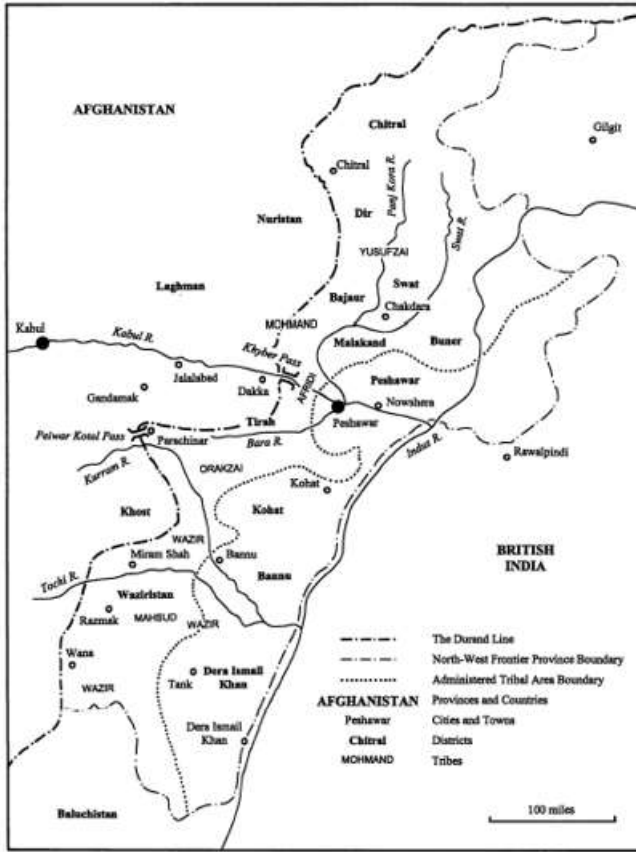 AFGHANISTAN
Chitral
Gilgit
Chitral
Panj Kora R.
Dir
Swat R.
Nuristan
YUSUFZAI
Laghman
Bajaur
Swat
Chakdara
MOHMAND
Kabul
Kabul R.
Khyber Pass
Malakand
Buner
Jalalabad
Dakka
AFRIDI
Peshawar
Gandamak
Nowshera
Tirah
Peshawar
Peiwar Kotal Pass
Parachinar
Bara R.
Indus R.
Rawalpindi
Kurram R.
ORAKZAI
Kohat
Khost
Kohat
WAZIR
BRITISH
INDIA
Miram Shah
Bannu
Bannu
Tochi R.
Waziristan
Razmak
MAHSUD
WAZIR
The Durand Line
Wana
North-West Frontier Province Boundary
WAZIR
Tank
Dera Ismail
Khan
Administered Tribal Area Boundary
AFGHANISTAN
Provinces and Countries
Peshawar
Cities and Towns
Dera Ismail
Khan
Chitral
Districts
MOHMAND
Tribes
Baluchistan
100 miles